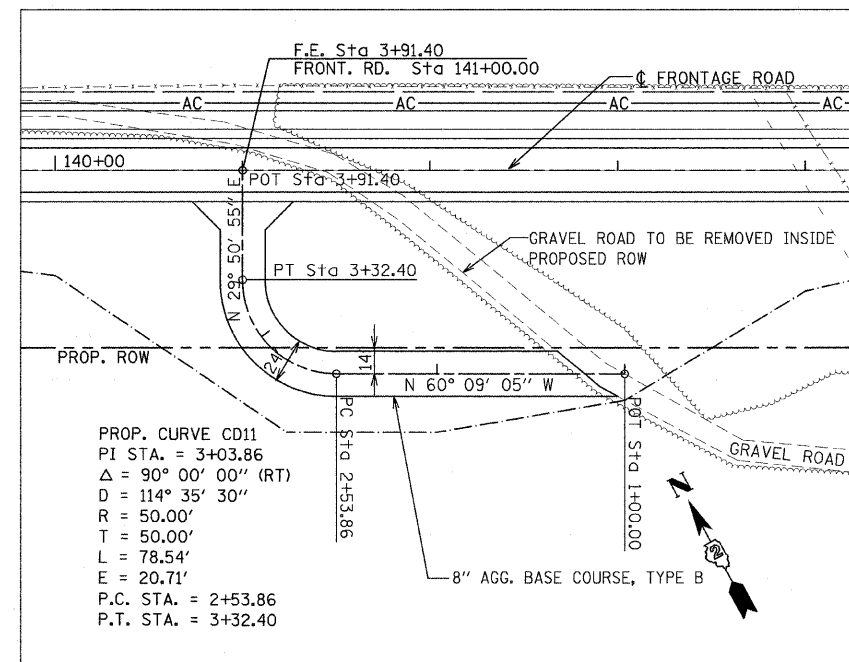 F.E. Sta 3+91.40
FRONT. RD. Sta 141+00.00
℄ FRONTAGE ROAD
AC
AC
AC
AC
140+00
POT Sta 3+91.40
N 29° 50' 55" E
GRAVEL ROAD TO BE REMOVED INSIDE
PROPOSED ROW
PT Sta 3+32.40
PROP. ROW
24'
14'
N 60° 09' 05" W
PC Sta 2+53.86
POT Sta 1+00.00
GRAVEL ROAD
PROP. CURVE CD11
PI STA. = 3+03.86
Δ = 90° 00' 00" (RT)
D = 114° 35' 30"
R = 50.00'
T = 50.00'
L = 78.54'
E = 20.71'
P.C. STA. = 2+53.86
P.T. STA. = 3+32.40
8" AGG. BASE COURSE, TYPE B
N
2